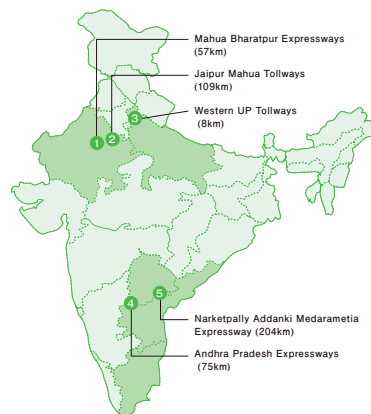 Mahua Bharatpur Expressways
(57km)
Jaipur Mahua Tollways
(109km)
Western UP Tollways
(8km)
3
2
1
5
4
Narketpally Addanki Medarametia
Expressway (204km)
Andhra Pradesh Expressways
(75km)